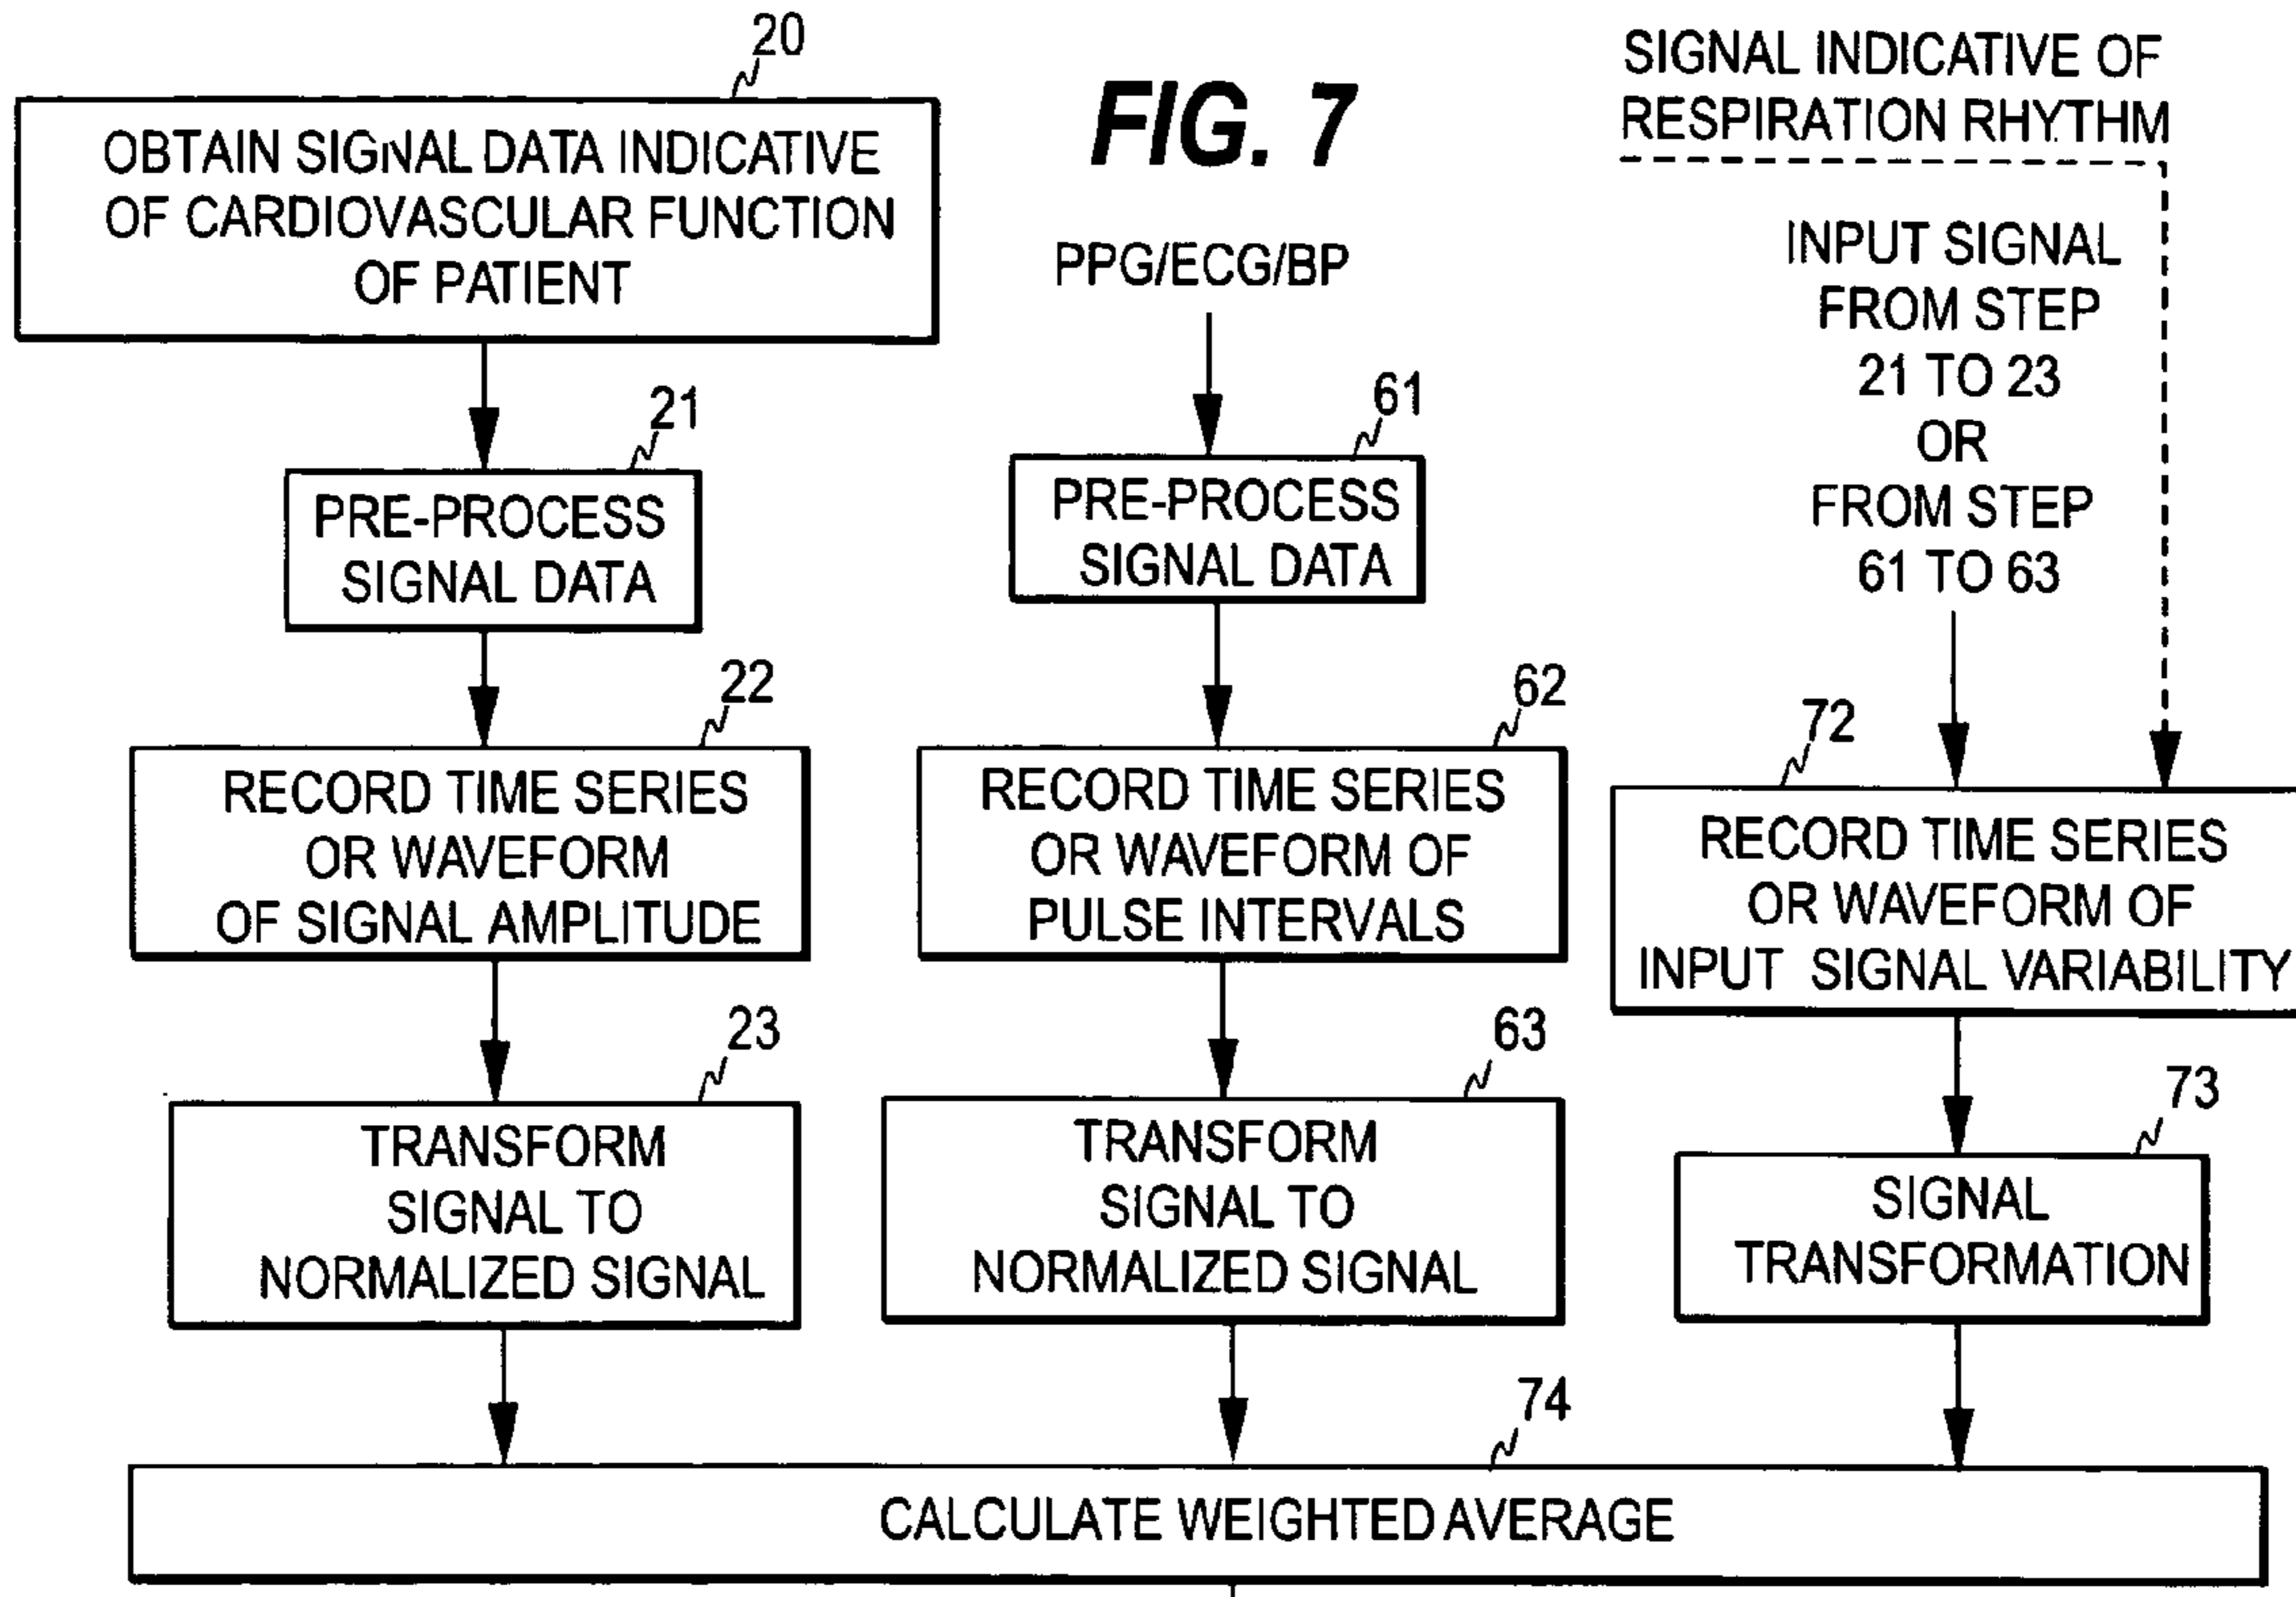 20
OBTAIN SIGNAL DATA INDICATIVE
OF CARDIOVASCULAR FUNCTION
OF PATIENT
21
PRE-PROCESS
SIGNAL DATA
22
RECORD TIME SERIES
OR WAVEFORM
OF SIGNAL AMPLITUDE
23
TRANSFORM
SIGNAL TO
NORMALIZED SIGNAL
FIG. 7
PPG/ECG/BP
61
PRE-PROCESS
SIGNAL DATA
62
RECORD TIME SERIES
OR WAVEFORM OF
PULSE INTERVALS
63
TRANSFORM
SIGNAL TO
NORMALIZED SIGNAL
SIGNAL INDICATIVE OF
RESPIRATION RHYTHM
INPUT SIGNAL
FROM STEP
21 TO 23
OR
FROM STEP
61 TO 63
72
RECORD TIME SERIES
OR WAVEFORM OF
INPUT SIGNAL VARIABILITY
73
SIGNAL
TRANSFORMATION
74
CALCULATE WEIGHTED AVERAGE